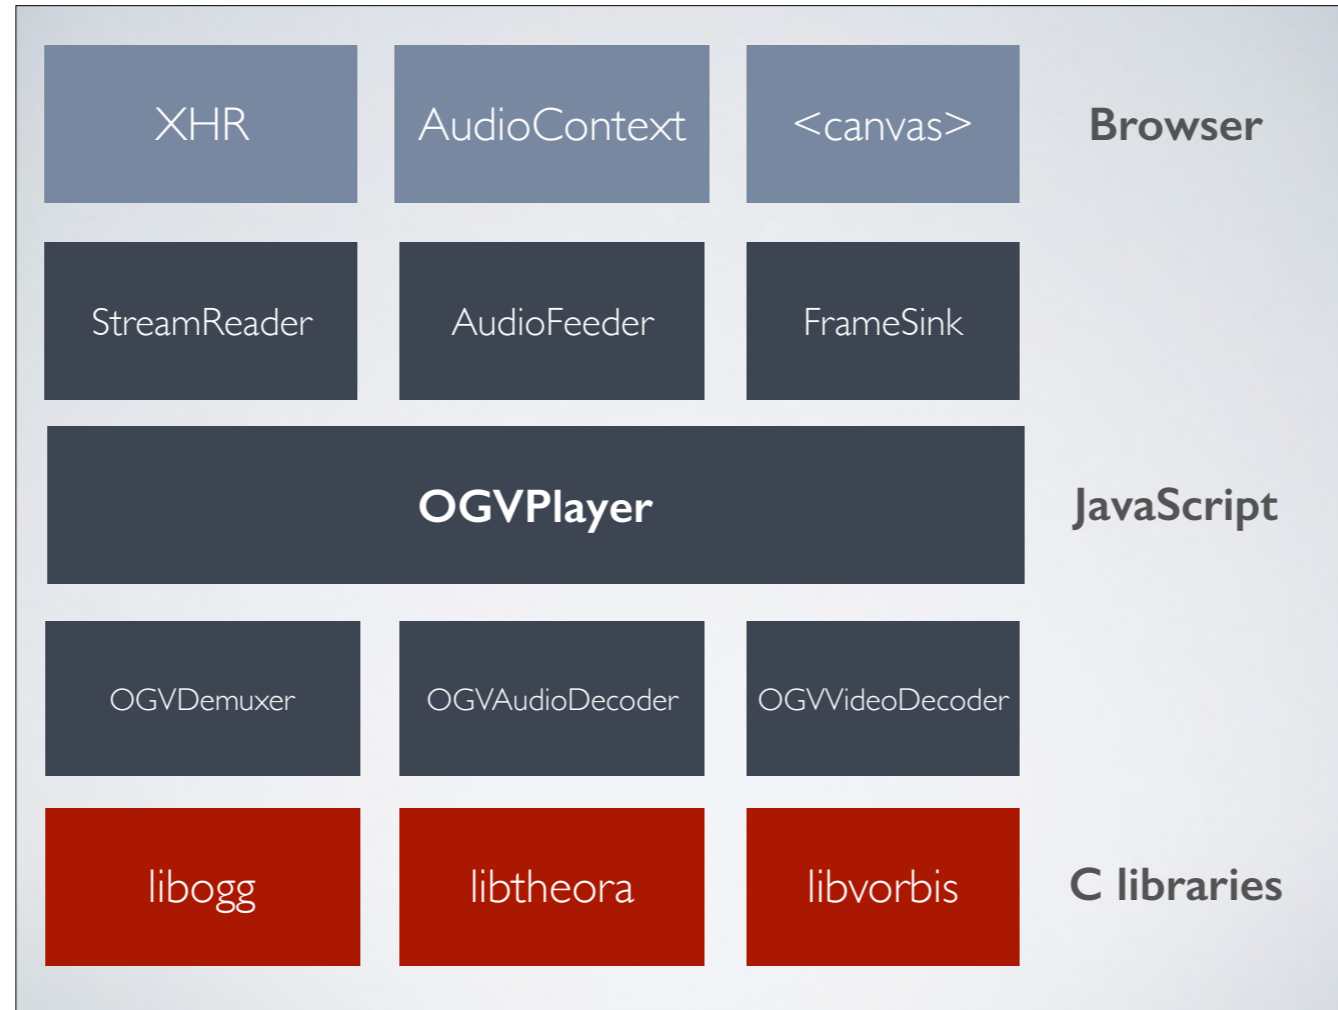 XHR AudioContext <canvas> Browser
StreamReader AudioFeeder FrameSink
OGVPlayer JavaScript
OGVDemuxer OGVAudioDecoder OGVVideoDecoder
libogg libtheora libvorbis C libraries